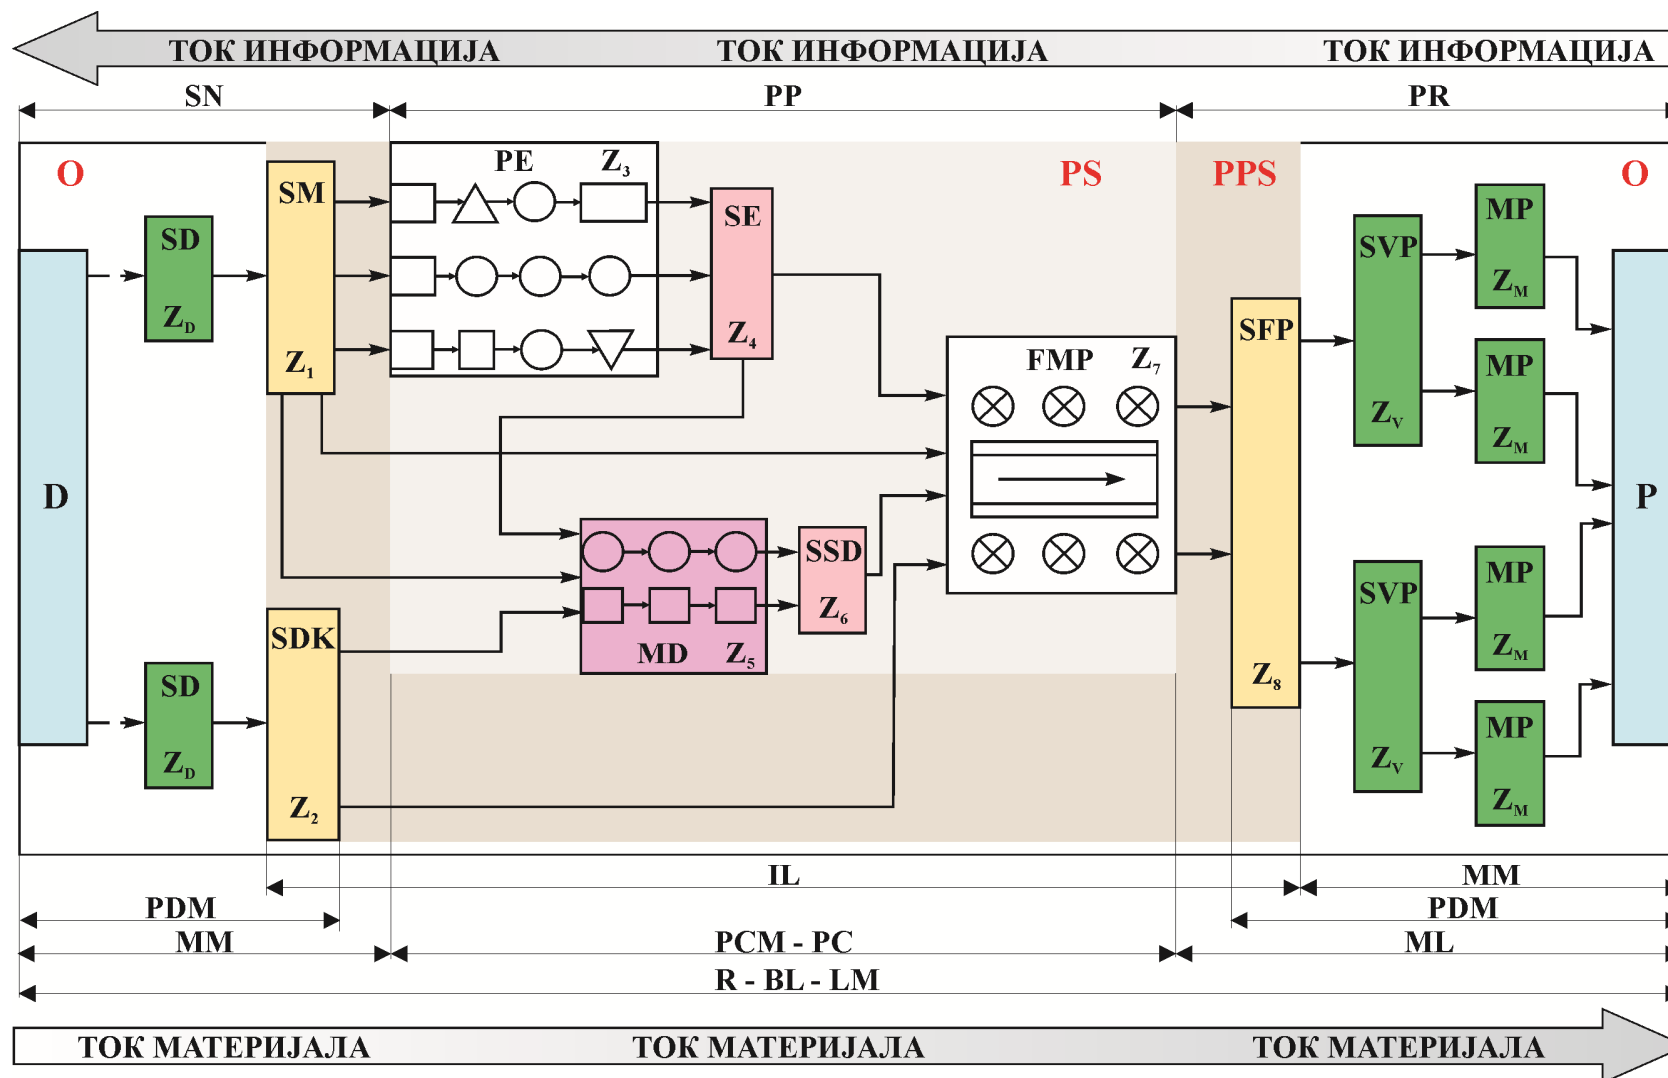 ТОК ИНФОРМАЦИЈА ТОК ИНФОРМАЦИЈА ТОК ИНФОРМАЦИЈА
SN PP PR
O PS PPS O
PE Z3
SM
Z1
SD
ZD
D
SD
ZD
SDK
Z2
SE
Z4
MD Z5
SSD
Z6
FMP Z7
SFP
Z8
SVP
ZV
SVP
ZV
MP
ZM
MP
ZM
MP
ZM
MP
ZM
P
IL MM
PDM PDM
MM PCM - PC ML
R - BL - LM
ТОК МАТЕРИЈАЛА ТОК МАТЕРИЈАЛА ТОК МАТЕРИЈАЛА